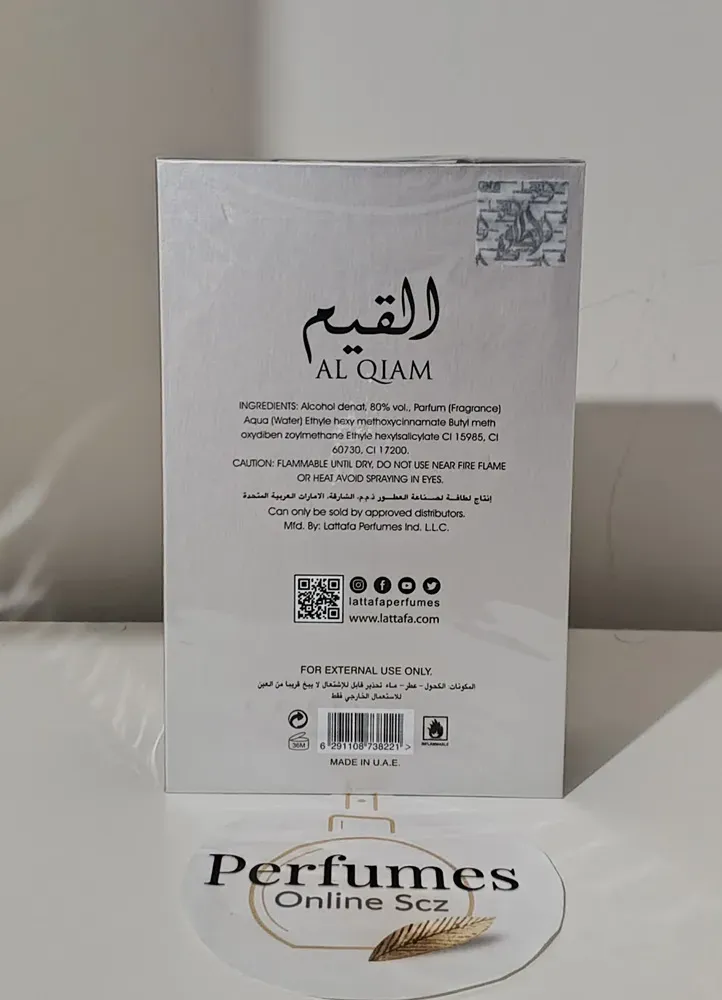 القيم
AL QIAM
INGREDIENTS: Alcohol denat, 80% vol., Parfum (Fragrance)
Aqua (Water) Ethyle hexy methoxycinnamate Butyl meth
oxydiben zoylmethane Ethyle hexylsalicylate CI 15985, CI
60730, CI 17200.
CAUTION: FLAMMABLE UNTIL DRY, DO NOT USE NEAR FIRE FLAME
OR HEAT AVOID SPRAYING IN EYES.
إنتاج لطافة لصناعة العطور ذ.م.م. الشارقة، الامارات العربية المتحدة
Can only be sold by approved distributors.
Mfd. By: Lattafa Perfumes Ind. L.L.C.
lattafaperfumes
www.lattafa.com
FOR EXTERNAL USE ONLY.
المكونات: الكحول - عطر - ماء تحذير قابل للإشتعال لا يبخ قريبا من العين
للاستعمال الخارجي فقط
36M
6 291108 738221 >
INFLAMMABLE
MADE IN U.A.E.
Perfumes
Online Scz